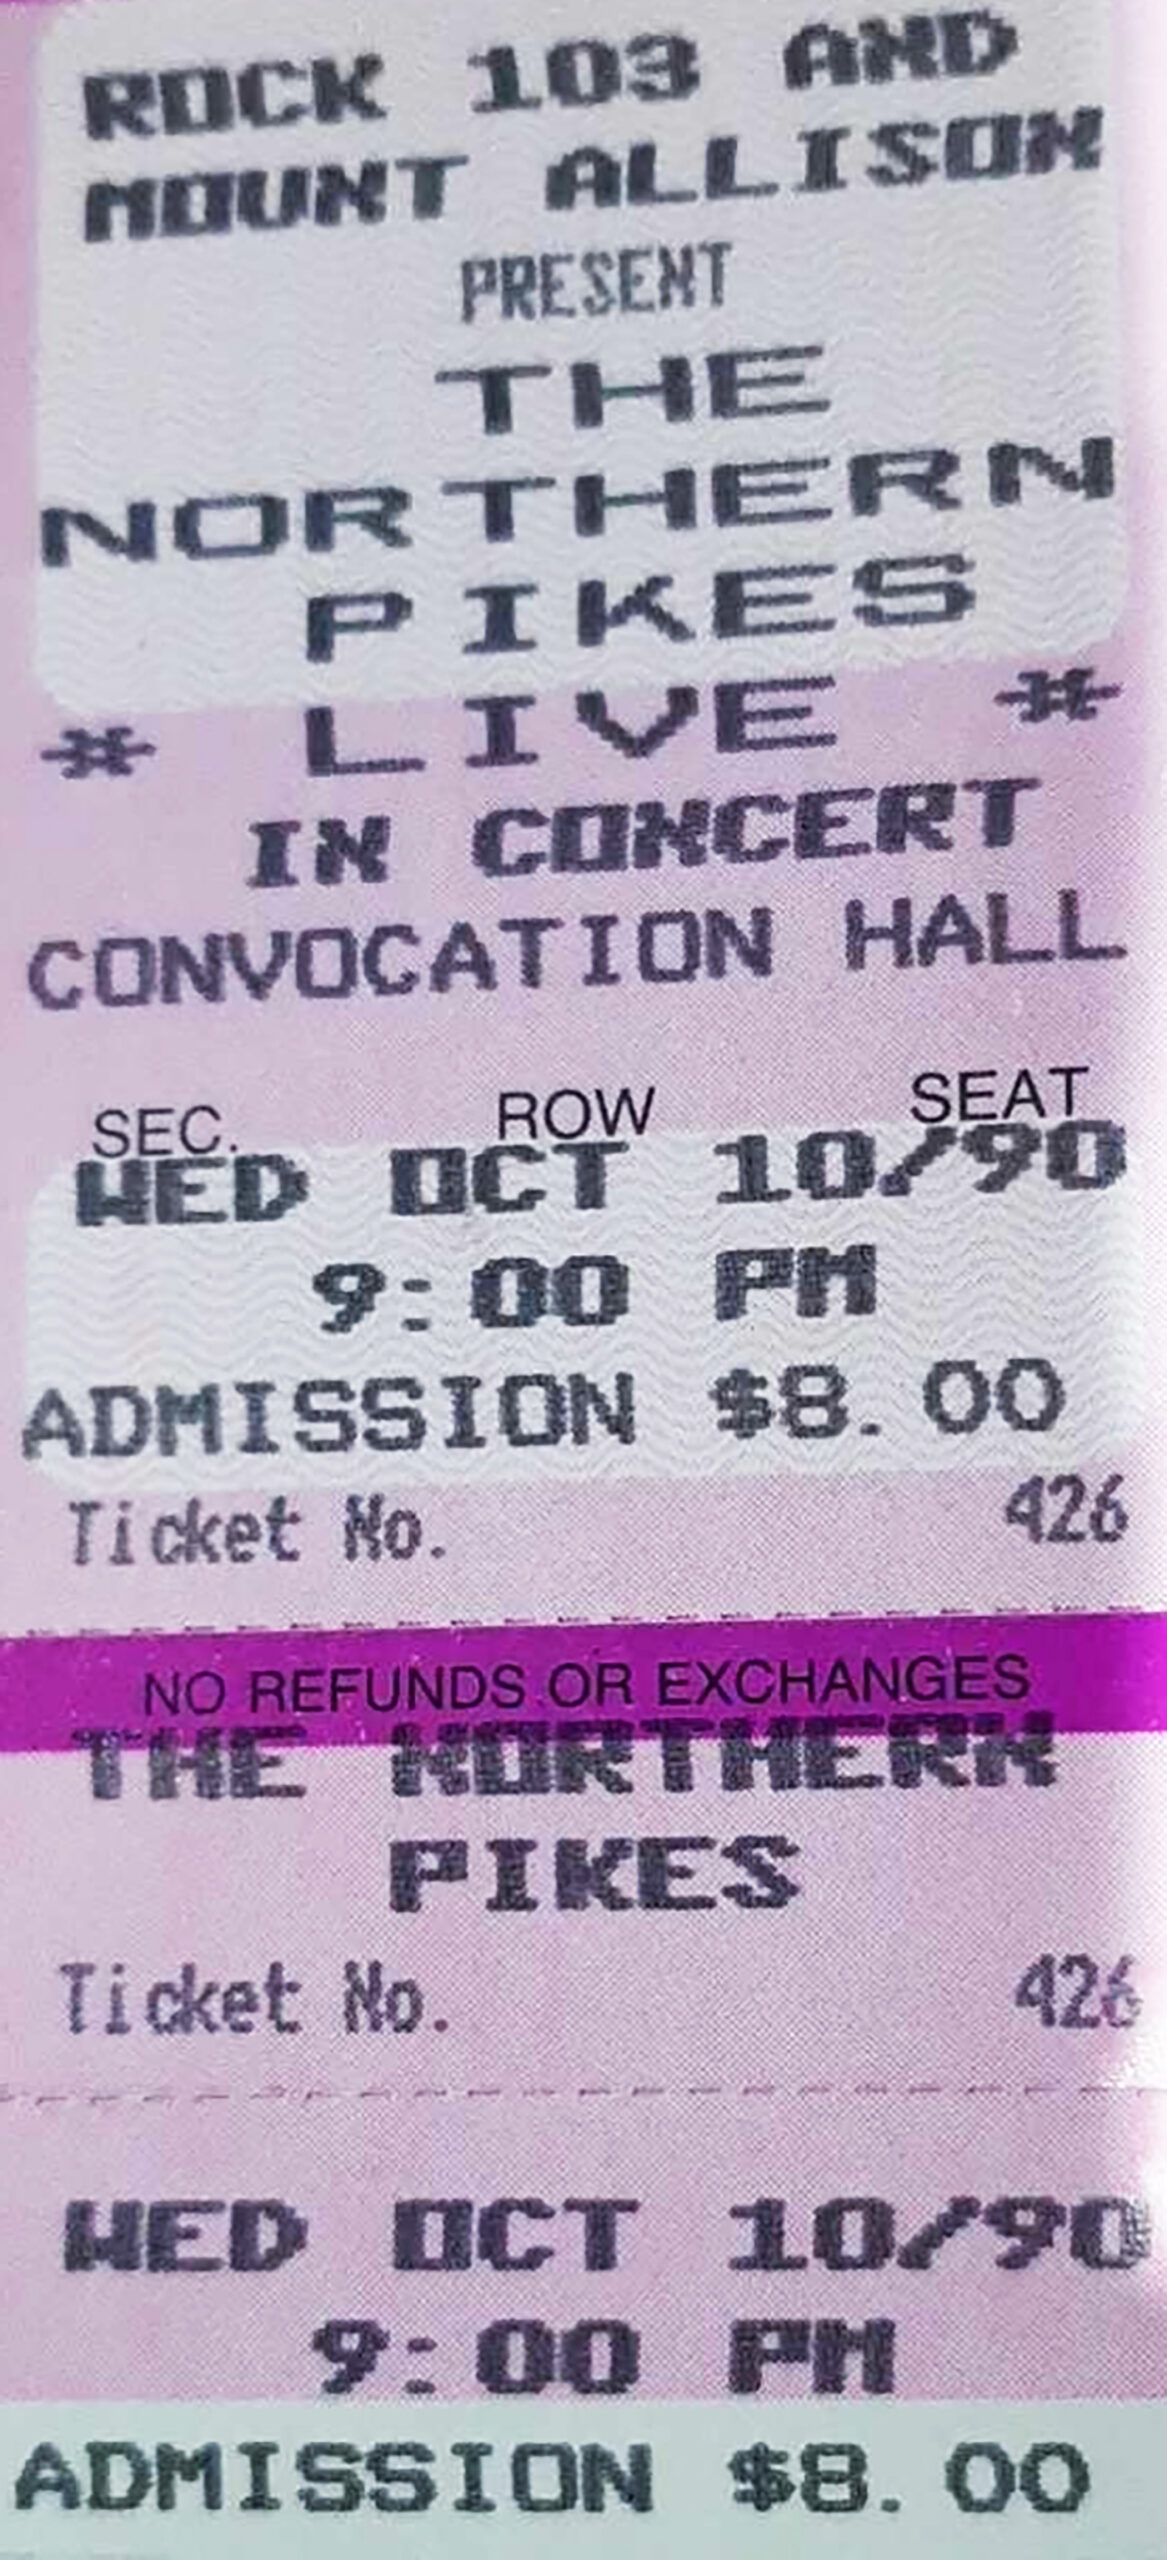 ROCK 103 AND
MOUNT ALLISON
PRESENT
THE
NORTHERN
PIKES
* LIVE *
IN CONCERT
CONVOCATION HALL
SEC. ROW SEAT
WED OCT 10/90
9:00 PM
ADMISSION $8.00
Ticket No. 426
NO REFUNDS OR EXCHANGES
THE NORTHERN
PIKES
Ticket No. 426
WED OCT 10/90
9:00 PM
ADMISSION $8.00